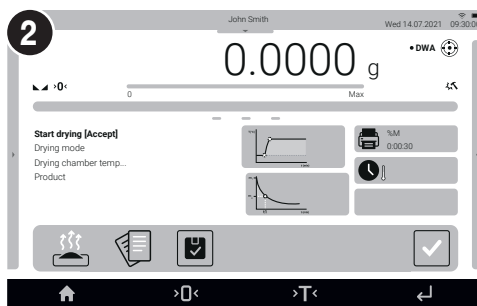 2
John Smith
Wed 14.07.2021 09:30:00
0.0000 g
DWA
>0<
0
Max
Start drying [Accept]
Drying mode
Drying chamber temp...
Product
%M
0:00:30
>0<
>T<